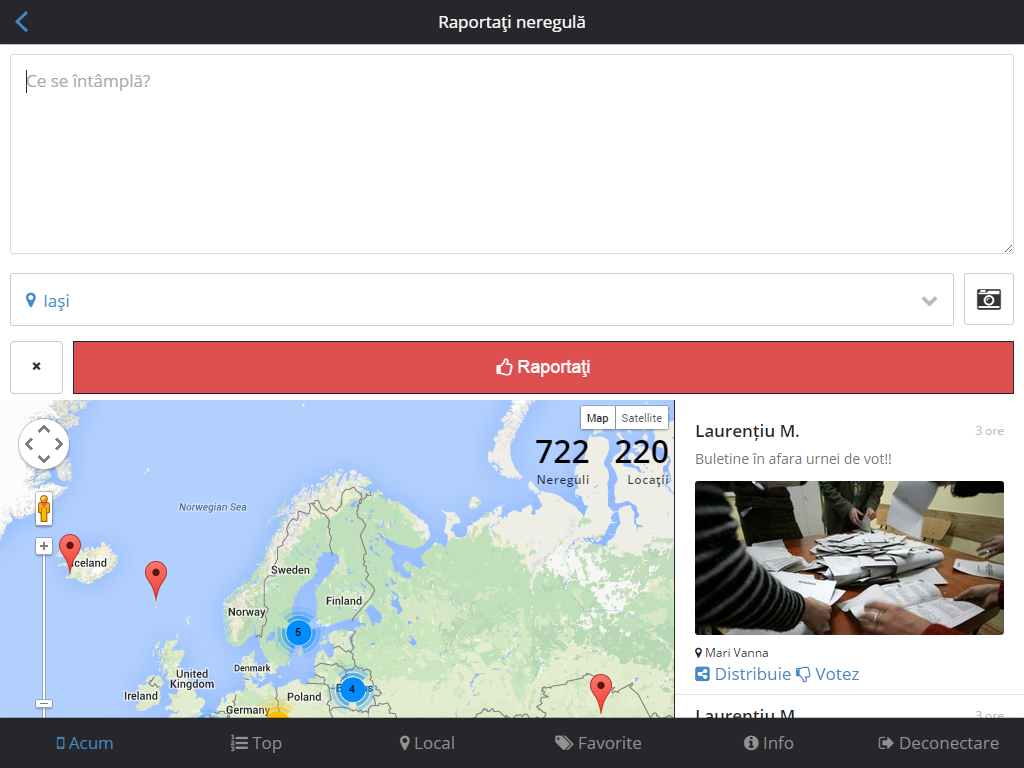 Raportaţi neregulă
Ce se întâmplă?
Iaşi
Raportaţi
Map Satellite
722 220
Nereguli Locaţii
Norwegian Sea
Iceland
Sweden
Finland
Norway
5
Denmark
United
Kingdom
Ireland
Poland
4
Germany
Laurenţiu M.
3 ore
Buletine în afara urnei de vot!!
Mari Vanna
Distribuie Votez
Laurenţiu M.
3 ore
Acum
Top
Local
Favorite
Info
Deconectare